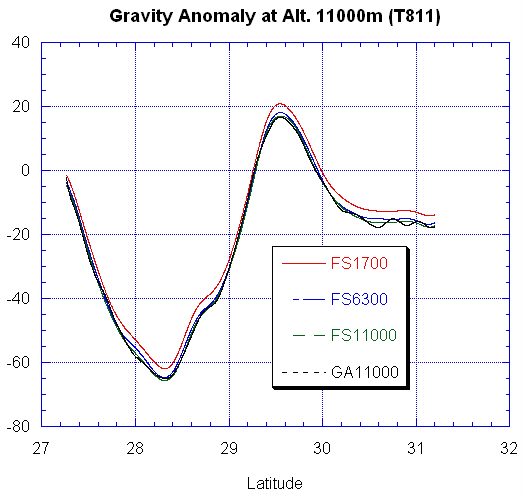 Gravity Anomaly at Alt. 11000m (T811)
40
20
0
-20
-40
-60
-80
FS1700
FS6300
FS11000
GA11000
27 28 29 30 31 32
Latitude